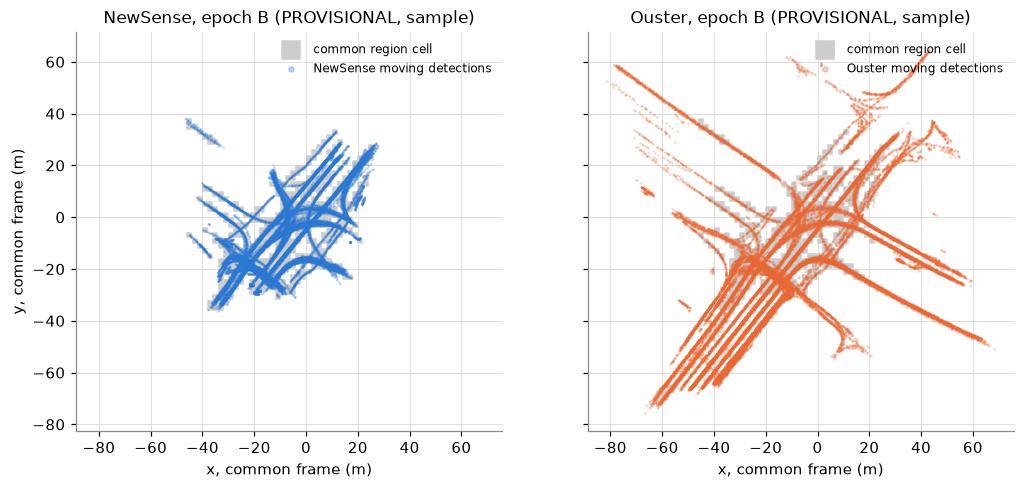 NewSense, epoch B (PROVISIONAL, sample)
common region cell
NewSense moving detections
60
40
20
0
−20
−40
−60
−80
y, common frame (m)
−80 −60 −40 −20 0 20 40 60
x, common frame (m)
Ouster, epoch B (PROVISIONAL, sample)
common region cell
Ouster moving detections
−80 −60 −40 −20 0 20 40 60
x, common frame (m)